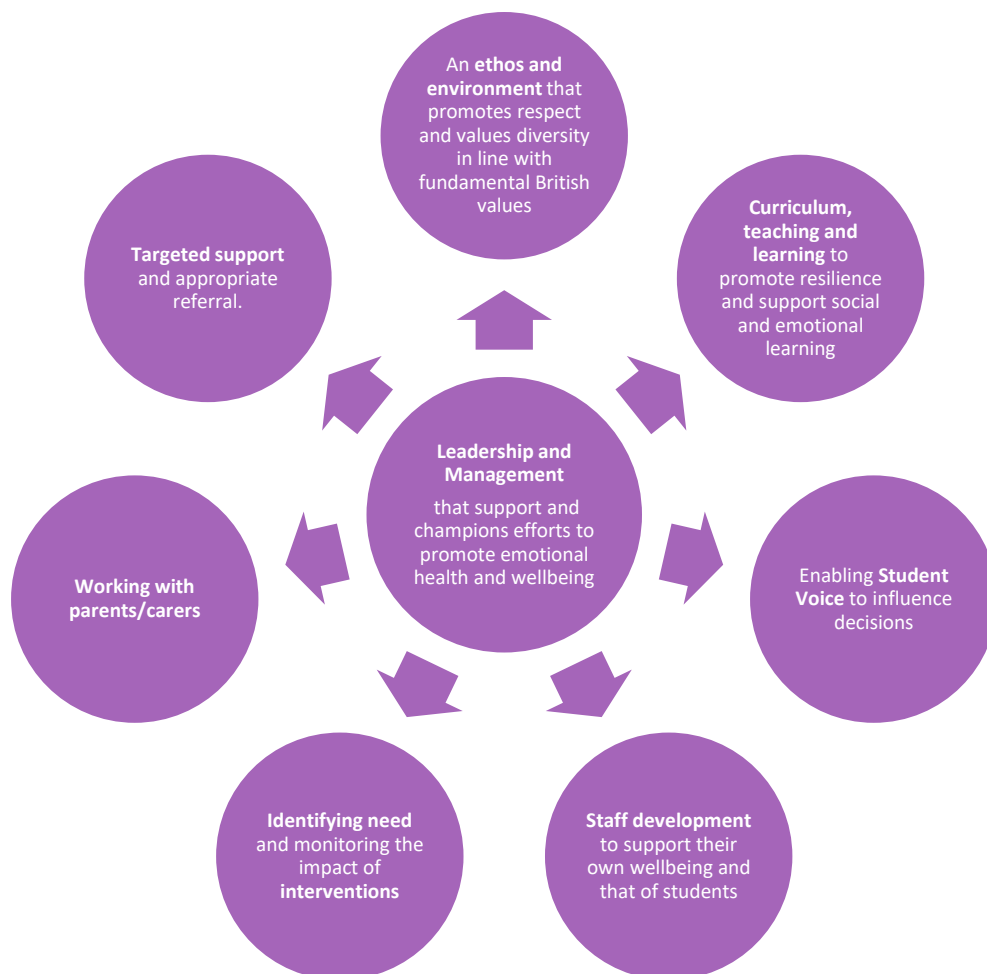 An ethos and
environment that
promotes respect
and values diversity
in line with
fundamental British
values
Curriculum,
teaching and
learning to
promote resilience
and support social
and emotional
learning
Targeted support
and appropriate
referral.
Leadership and
Management
that support and
champions efforts to
promote emotional
health and wellbeing
Enabling Student
Voice to influence
decisions
Working with
parents/carers
Staff development
to support their
own wellbeing and
that of students
Identifying need
and monitoring the
impact of
interventions